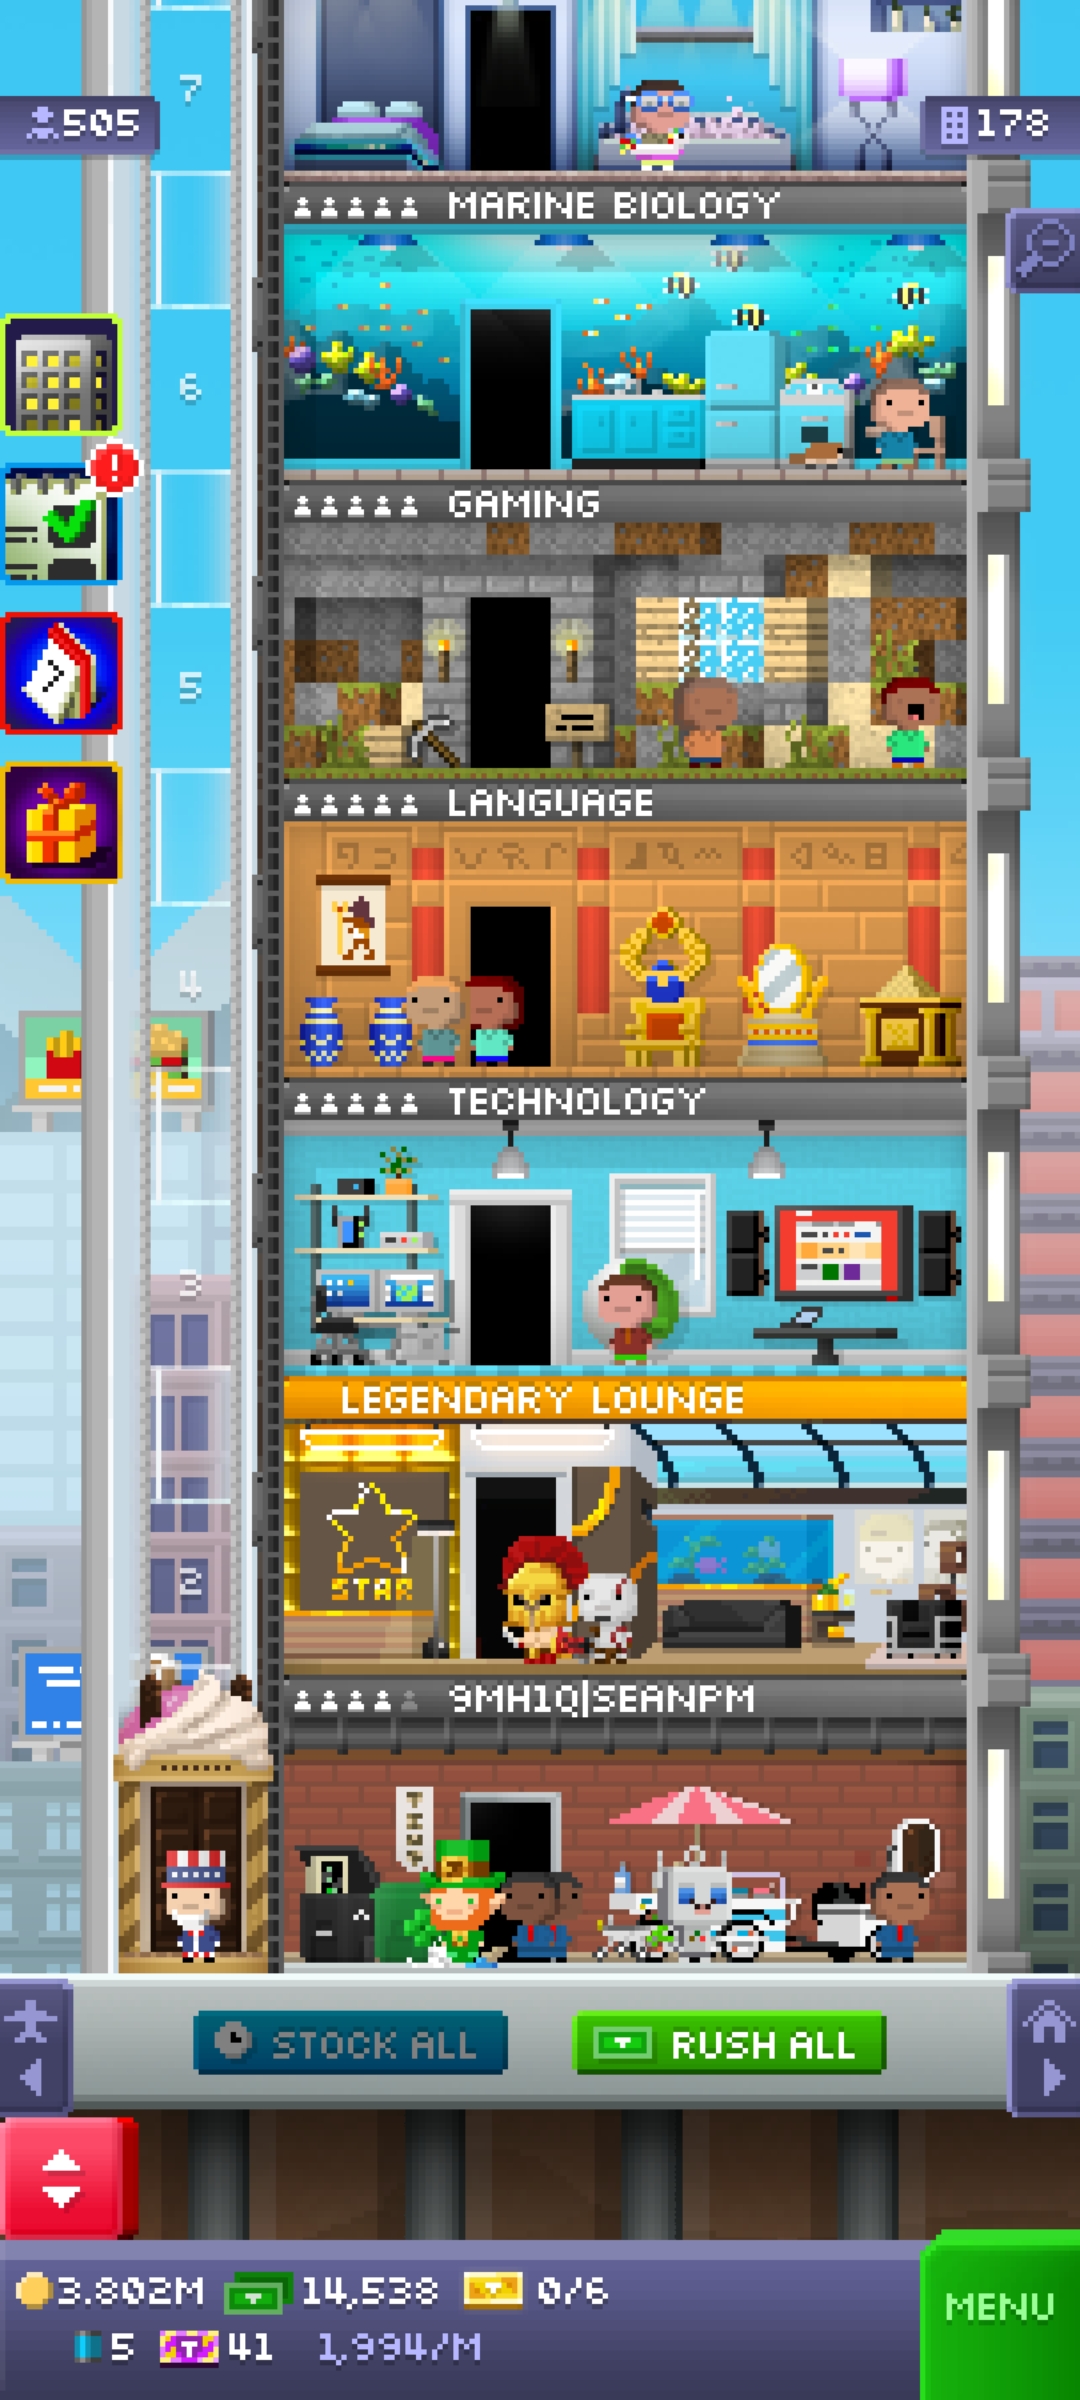 7
505
178
MARINE BIOLOGY
6
GAMING
5
LANGUAGE
4
TECHNOLOGY
3
LEGENDARY LOUNGE
STAR
2
9MH1Q|SEANPM
TINY
STOCK ALL
RUSH ALL
3.802M 14,538 0/6
5 41 1,994/M
MENU